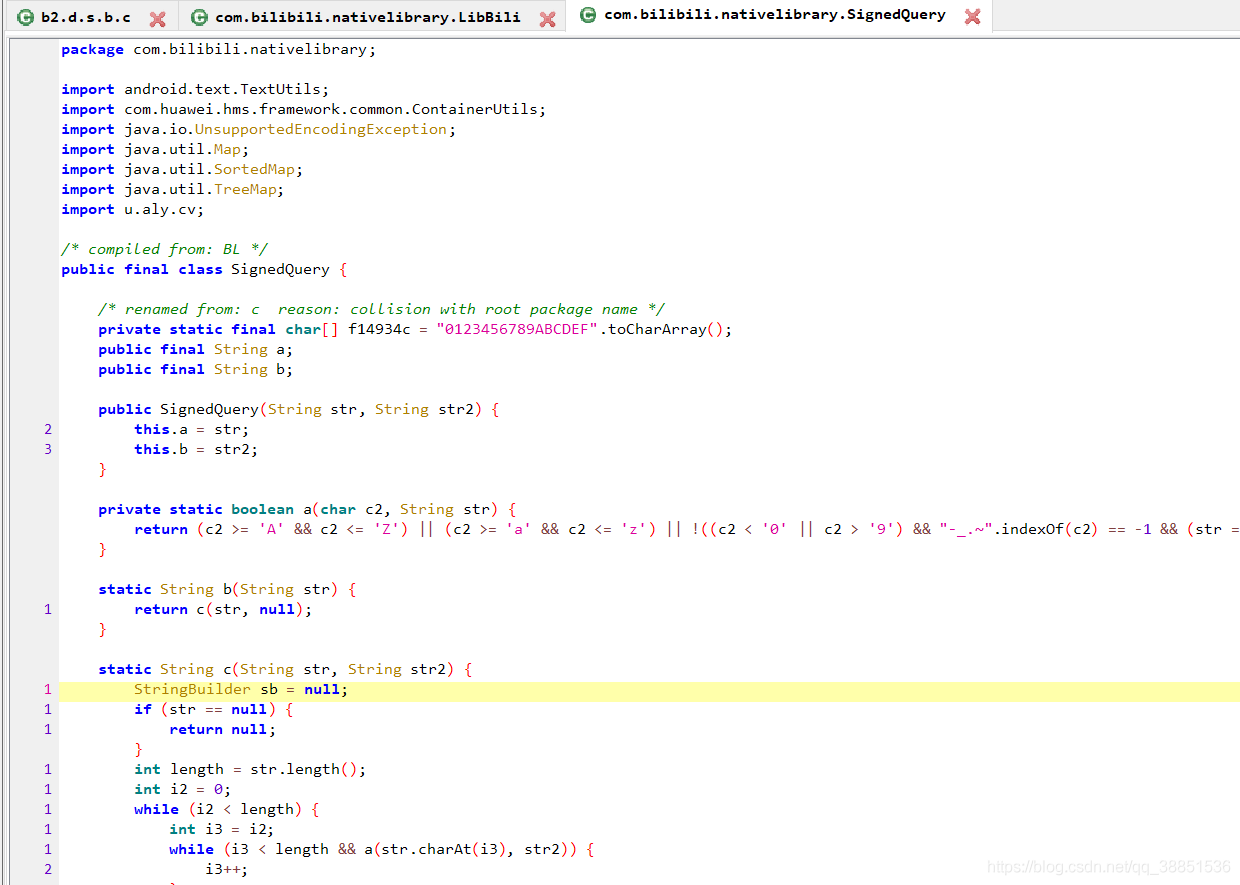 b2.d.s.b.c com.bilibili.nativelibrary.LibBili com.bilibili.nativelibrary.SignedQuery
package com.bilibili.nativelibrary;
import android.text.TextUtils;
import com.huawei.hms.framework.common.ContainerUtils;
import java.io.UnsupportedEncodingException;
import java.util.Map;
import java.util.SortedMap;
import java.util.TreeMap;
import u.aly.cv;
/* compiled from: BL */
public final class SignedQuery {
/* renamed from: c  reason: collision with root package name */
private static final char[] f14934c = "0123456789ABCDEF".toCharArray();
public final String a;
public final String b;
public SignedQuery(String str, String str2) {
2 this.a = str;
3 this.b = str2;
}
private static boolean a(char c2, String str) {
return (c2 >= 'A' && c2 <= 'Z') || (c2 >= 'a' && c2 <= 'z') || !((c2 < '0' || c2 > '9') && "-_.~".indexOf(c2) == -1 && (str =
}
static String b(String str) {
1 return c(str, null);
}
static String c(String str, String str2) {
1 StringBuilder sb = null;
1 if (str == null) {
1 return null;
}
1 int length = str.length();
1 int i2 = 0;
1 while (i2 < length) {
1 int i3 = i2;
1 while (i3 < length && a(str.charAt(i3), str2)) {
2 i3++;
https://blog.csdn.net/qq_38851536